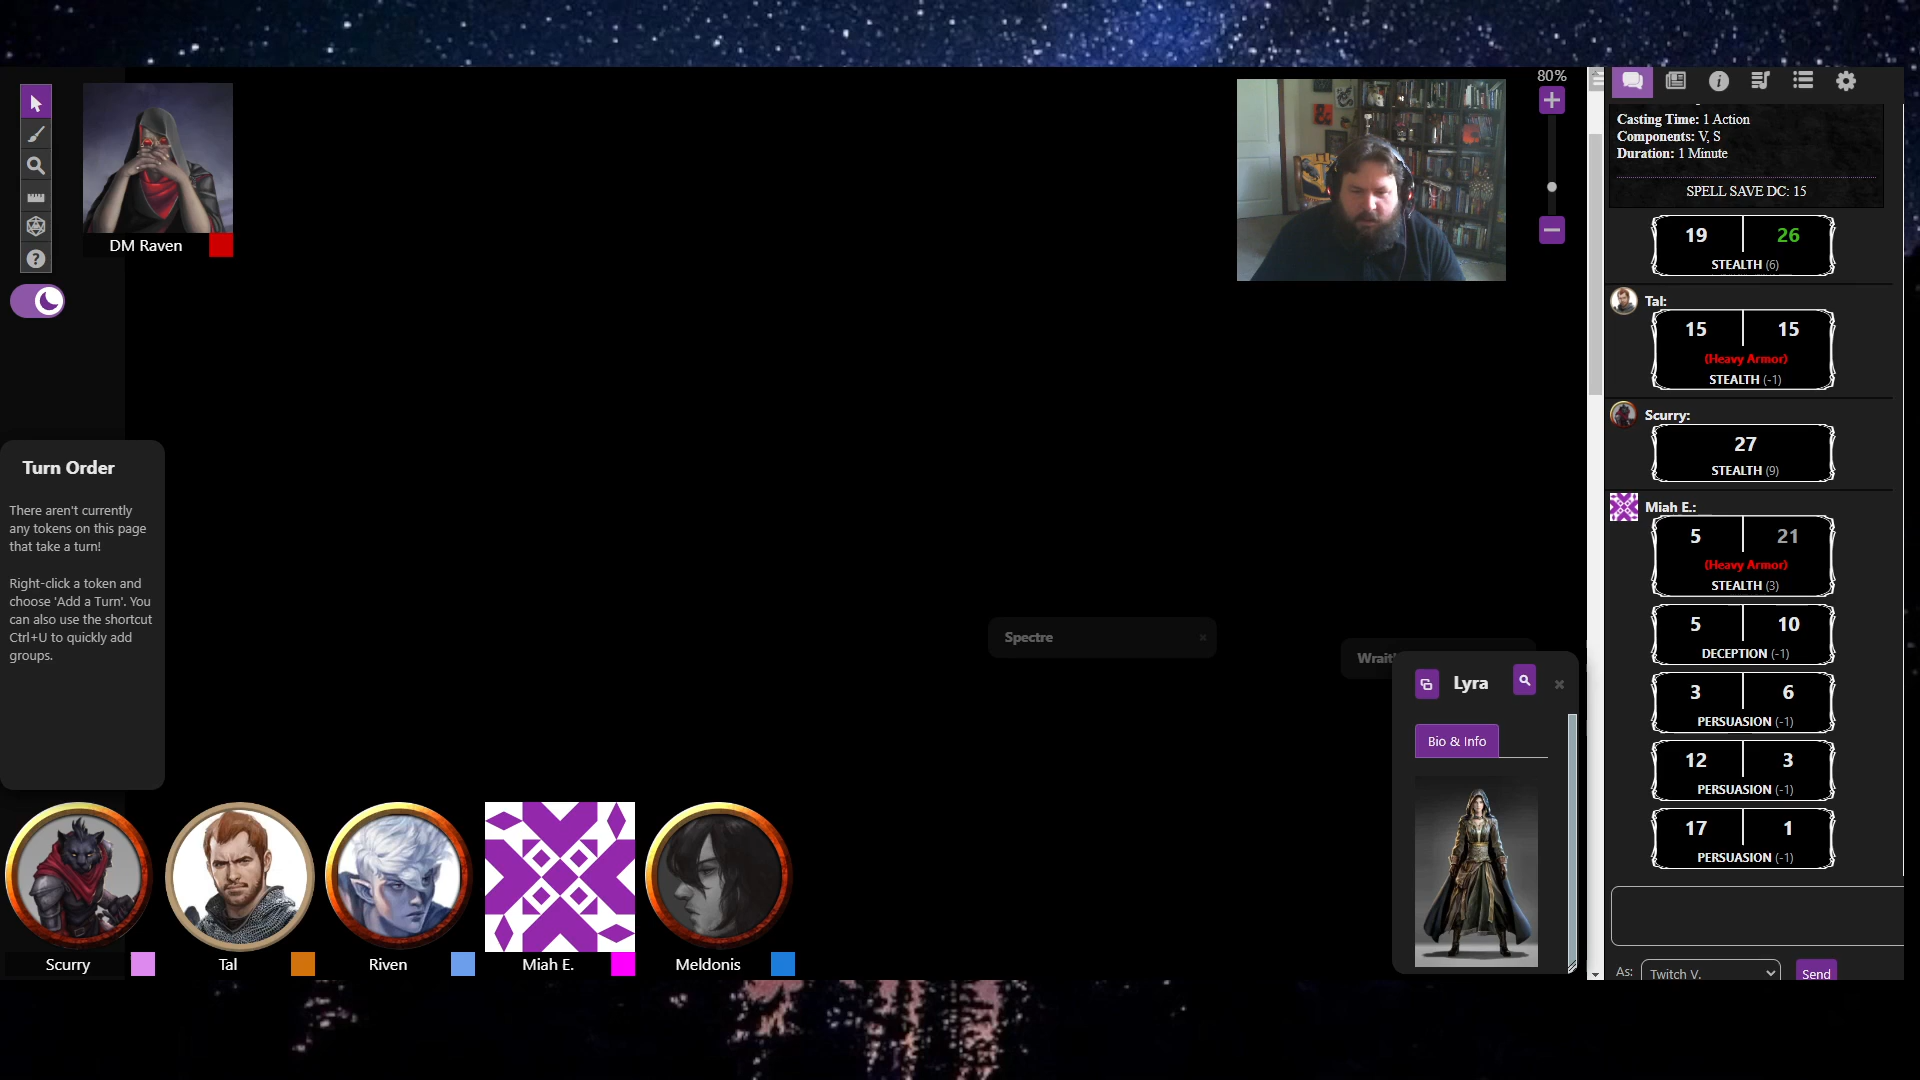 DM Raven
80%
Turn Order
There aren't currently
any tokens on this page
that take a turn!
Right-click a token and
choose 'Add a Turn'. You
can also use the shortcut
Ctrl+U to quickly add
groups.
Spectre
Lyra
Bio & Info
Scurry
Tal
Riven
Miah E.
Meldonis
Casting Time: 1 Action
Components: V, S
Duration: 1 Minute
SPELL SAVE DC: 15
19 26
STEALTH (6)
Tal:
15 15
(Heavy Armor)
STEALTH (-1)
Scurry:
27
STEALTH (9)
Miah E.:
5 21
(Heavy Armor)
STEALTH (3)
5 10
DECEPTION (-1)
3 6
PERSUASION (-1)
12 3
PERSUASION (-1)
17 1
PERSUASION (-1)
As: Twitch V. Send